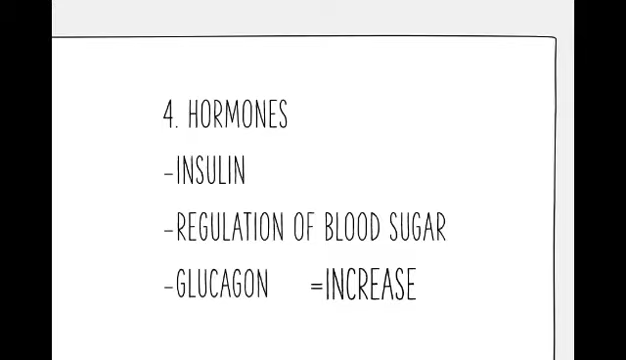 4. HORMONES
-INSULIN
-REGULATION OF BLOOD SUGAR
-GLUCAGON =INCREASE